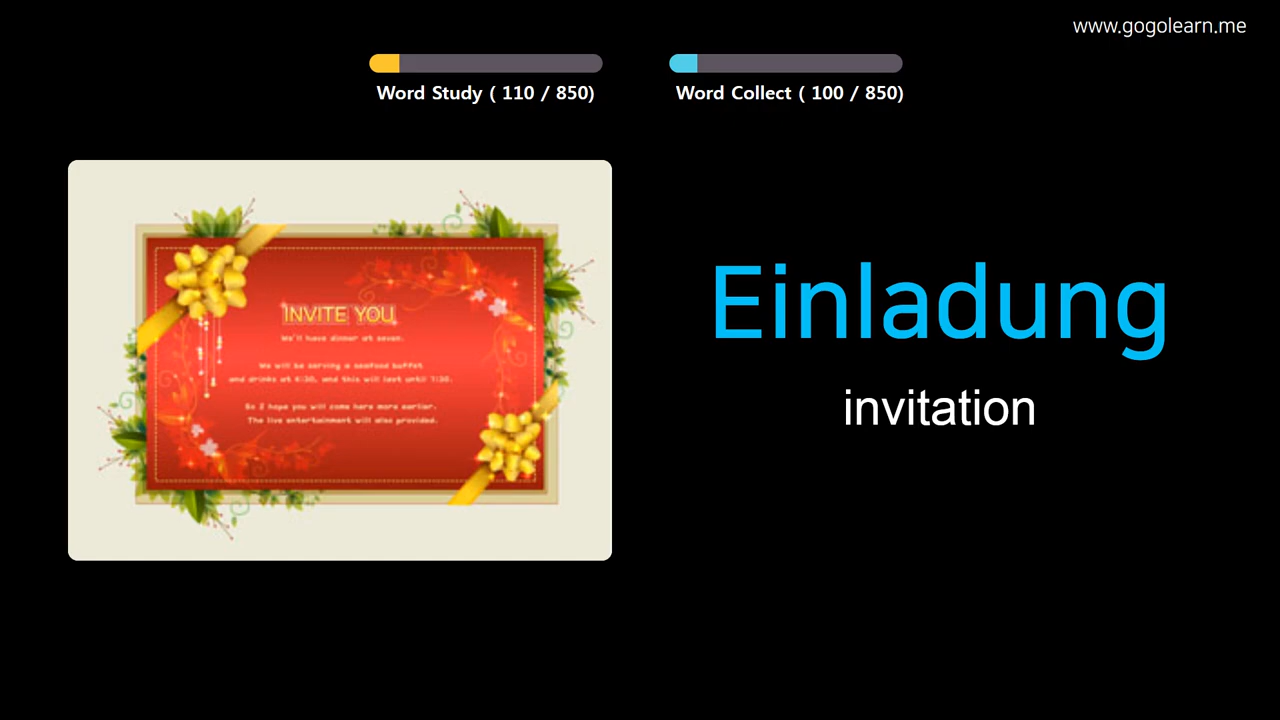 www.gogolearn.me
Word Study ( 110 / 850)
Word Collect ( 100 / 850)
INVITE YOU
We'll have dinner at seven.
We will be serving a seafood buffet
and drinks at 6:30, and this will last until 7:30.
So I hope you will come here more earlier.
The live entertainment will also provided.
Einladung
invitation